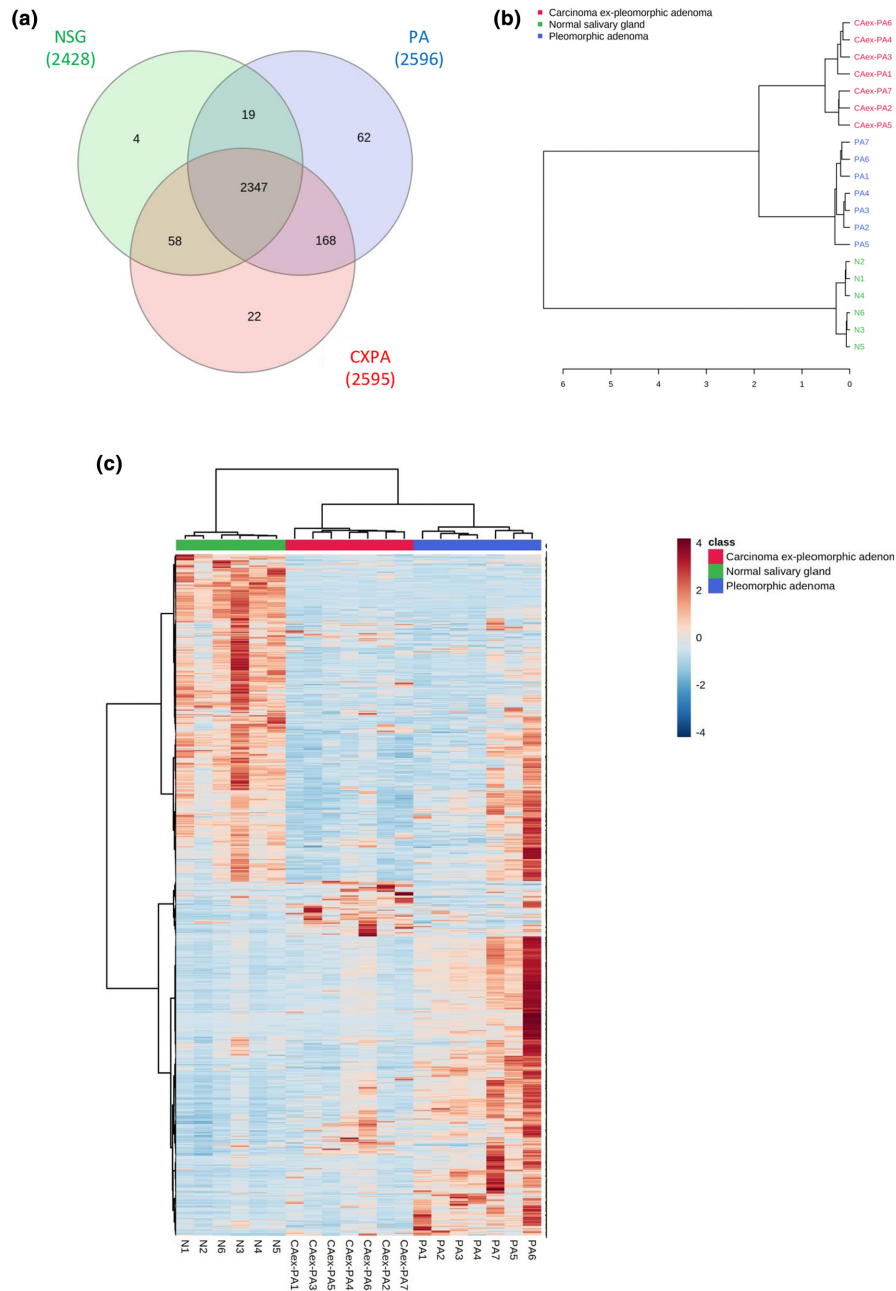 (a)
NSG
(2428)
PA
(2596)
19
4
62
2347
58
168
22
CXPA
(2595)
(b)
Carcinoma ex-pleomorphic adenoma
Normal salivary gland
Pleomorphic adenoma
CAex-PA6
CAex-PA4
CAex-PA3
CAex-PA1
CAex-PA7
CAex-PA2
CAex-PA5
PA7
PA6
PA1
PA4
PA3
PA2
PA5
N2
N1
N4
N6
N3
N5
6 5 4 3 2 1 0
(c)
4
2
0
-2
-4
class
Carcinoma ex-pleomorphic adenon
Normal salivary gland
Pleomorphic adenoma
N1
N2
N6
N3
N4
N5
CAex-PA1
CAex-PA3
CAex-PA5
CAex-PA4
CAex-PA6
CAex-PA2
CAex-PA7
PA1
PA2
PA3
PA4
PA7
PA5
PA6